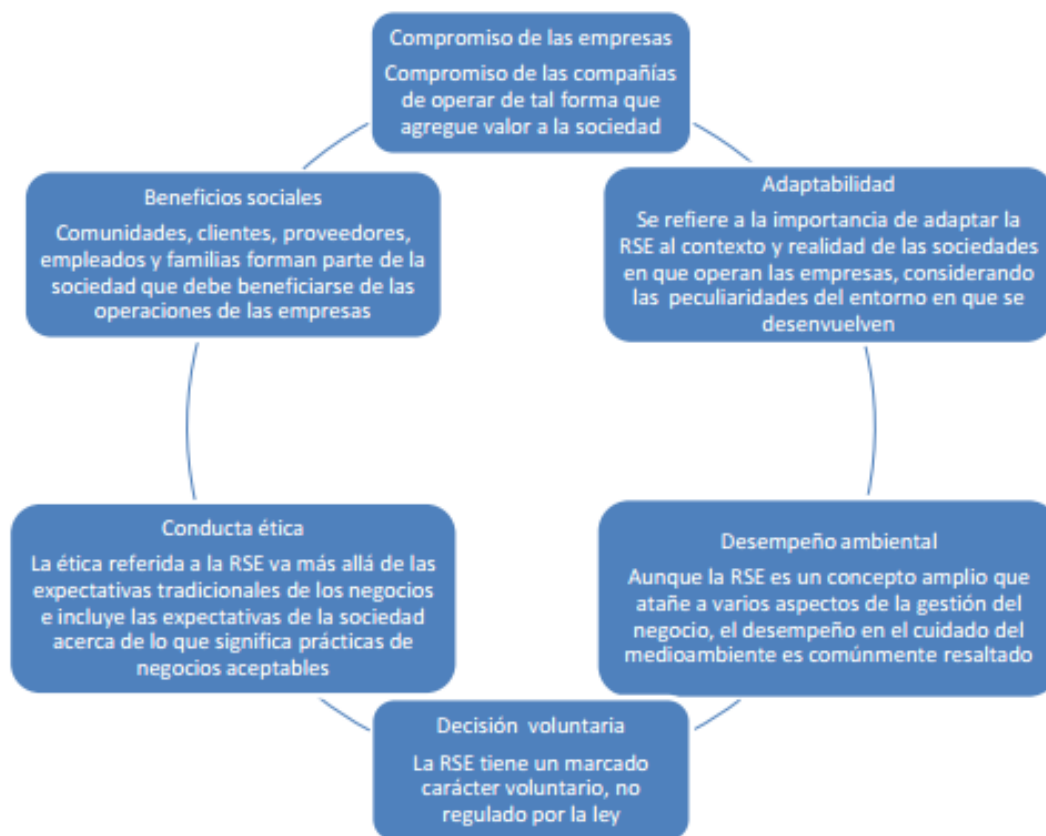 Compromiso de las empresas
Compromiso de las compañías
de operar de tal forma que
agregue valor a la sociedad
Adaptabilidad
Se refiere a la importancia de adaptar la
RSE al contexto y realidad de las sociedades
en que operan las empresas, considerando
las peculiaridades del entorno en que se
desenvuelven
Desempeño ambiental
Aunque la RSE es un concepto amplio que
atañe a varios aspectos de la gestión del
negocio, el desempeño en el cuidado del
medioambiente es comúnmente resaltado
Decisión voluntaria
La RSE tiene un marcado
carácter voluntario, no
regulado por la ley
Conducta ética
La ética referida a la RSE va más allá de las
expectativas tradicionales de los negocios
e incluye las expectativas de la sociedad
acerca de lo que significa prácticas de
negocios aceptables
Beneficios sociales
Comunidades, clientes, proveedores,
empleados y familias forman parte de la
sociedad que debe beneficiarse de las
operaciones de las empresas